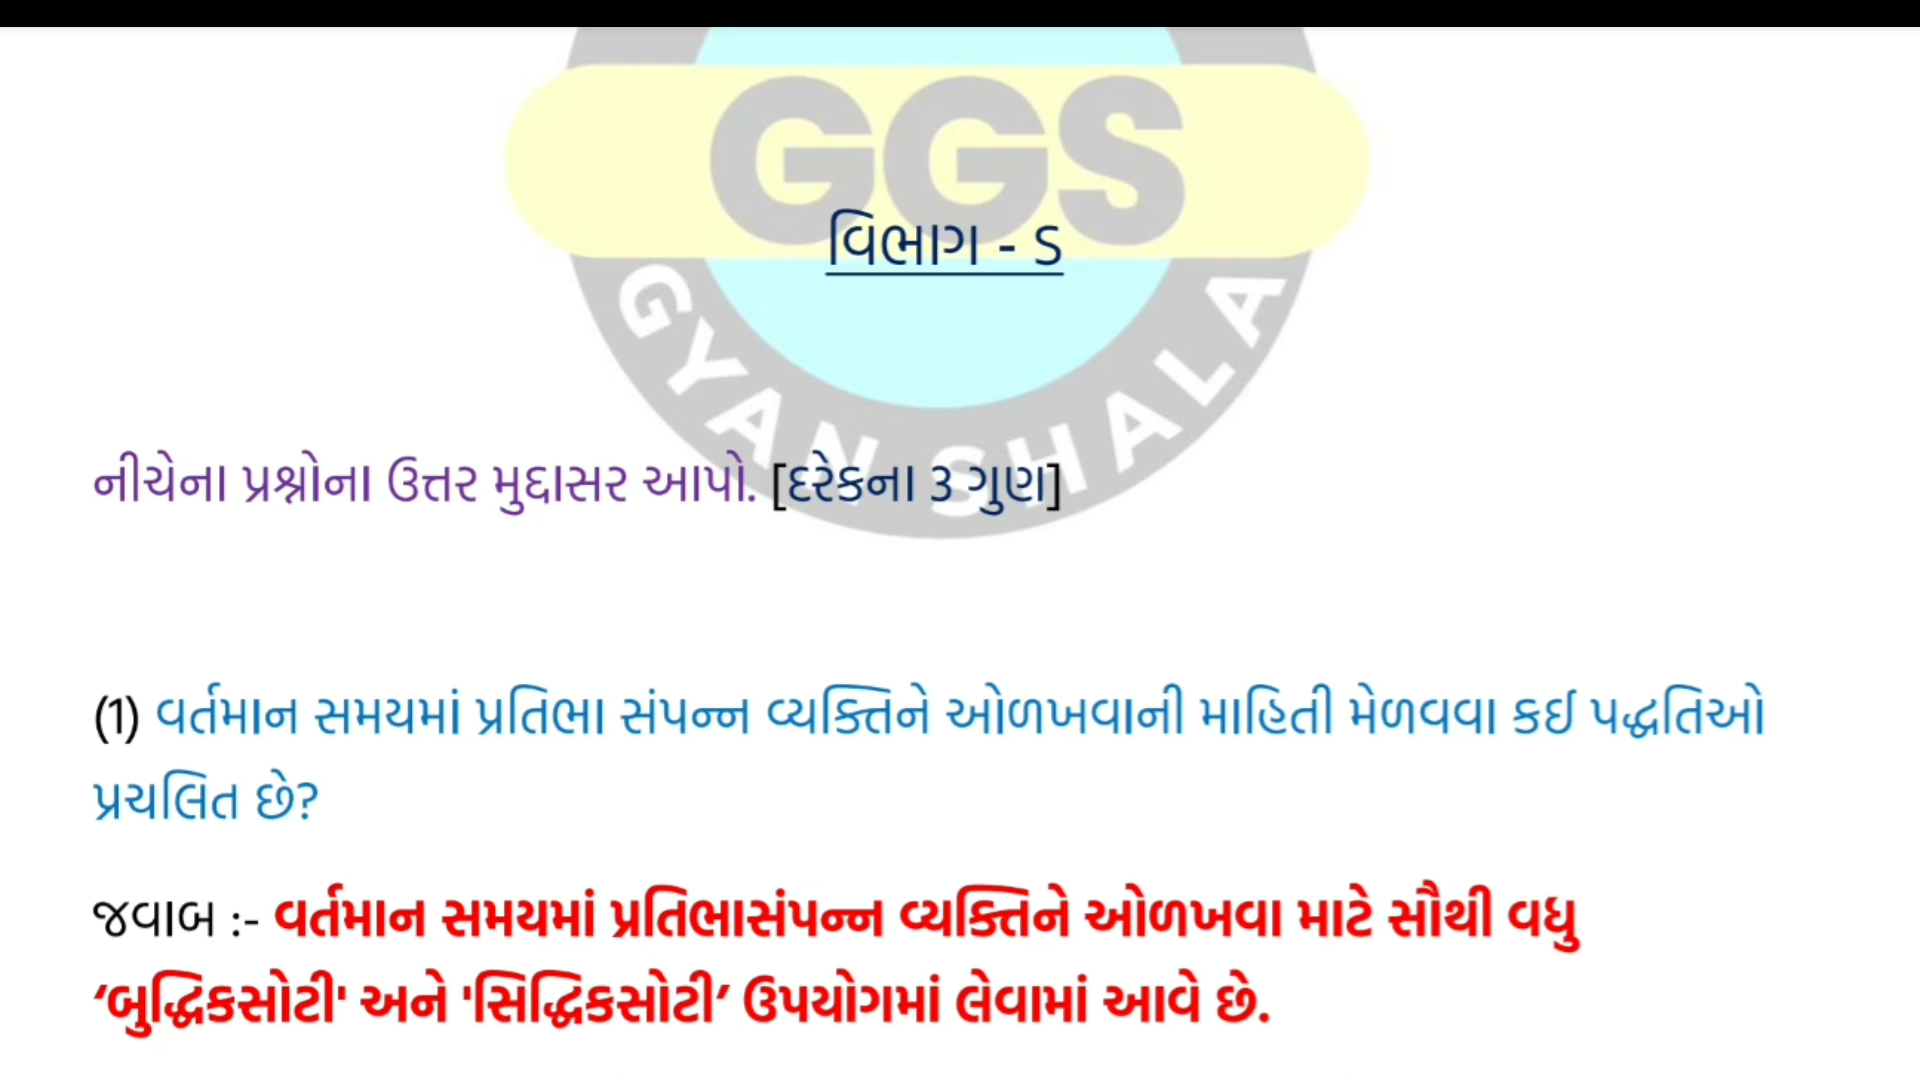 GGS
GYAN SHALA
વિભાગ - ડ
નીચેના પ્રશ્નોના ઉત્તર મુદ્દાસર આપો. [દરેકના 3 ગુણ]
(1) વર્તમાન સમયમાં પ્રતિભા સંપન્ન વ્યક્તિને ઓળખવાની માહિતી મેળવવા કઈ પદ્ધતિઓ
પ્રચલિત છે?
જવાબ :- વર્તમાન સમયમાં પ્રતિભાસંપન્ન વ્યક્તિને ઓળખવા માટે સૌથી વધુ
‘બુદ્ધિકસોટી' અને 'સિદ્ધિકસોટી’ ઉપયોગમાં લેવામાં આવે છે.